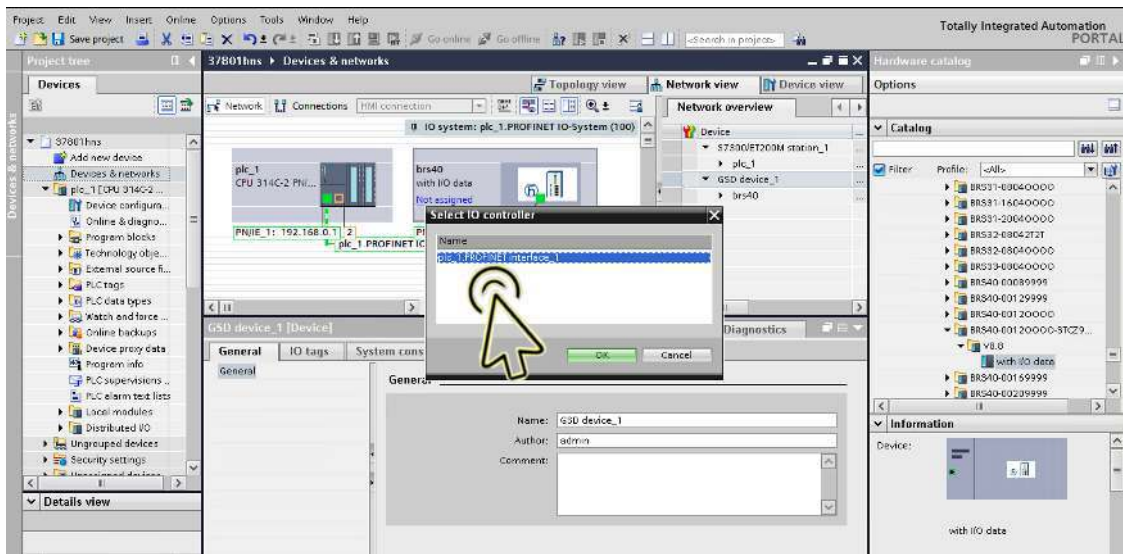 Project Edit View Insert Online Options Tools Window Help
Totally Integrated Automation
PORTAL
Save project
Go online
Go offline
<Search in project>
Project tree
37801hns ▸ Devices & networks
Hardware catalog
Devices
Topology view
Network view
Device view
Options
Devices & networks
Network
Connections
HMI connection
Network overview
IO system: plc_1.PROFINET IO-System (100)
Catalog
37801hns
Add new device
Devices & networks
plc_1 [CPU 314C-2 ...
Device configura...
Online & diagno...
Program blocks
Technology obje...
External source fi...
PLC tags
PLC data types
Watch and force ...
Online backups
Device proxy data
Program info
PLC supervisions ..
PLC alarm text lists
Local modules
Distributed I/O
Ungrouped devices
Security settings
Details view
plc_1
CPU 314C-2 PN/...
brs40
with I/O data
Not assigned
PN/IE_1: 192.168.0.1
2
plc_1.PROFINET IC
Device
S7300/ET200M station_1
plc_1
GSD device_1
brs40
Select IO controller
Name
plc_1.PROFINET interface_1
OK
Cancel
GSD device_1 [Device]
Diagnostics
General
IO tags
System cons
General
General
Name:
GSD device_1
Author:
admin
Comment:
Filter
Profile:
<All>
BRS31-08040000
BRS31-16040000
BRS31-20040000
BRS32-08042T2T
BRS32-08040000
BRS33-08040000
BRS40-00089999
BRS40-00129999
BRS40-00120000
BRS40-00120000-STCZ9...
V8.8
with I/O data
BRS40-00169999
BRS40-00209999
Information
Device:
with I/O data